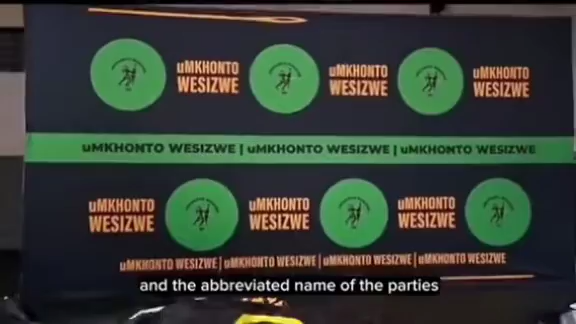 uMKHONTO WESIZWE uMKHONTO WESIZWE uMKHONTO WESIZWE
uMKHONTO WESIZWE | uMKHONTO WESIZWE | uMKHONTO WESIZWE
uMKHONTO WESIZWE uMKHONTO WESIZWE uMKHONTO WESIZWE
uMKHONTO WESIZWE | uMKHONTO WESIZWE | uMKHONTO WESIZWE | uMKHONTO WESIZWE
and the abbreviated name of the parties